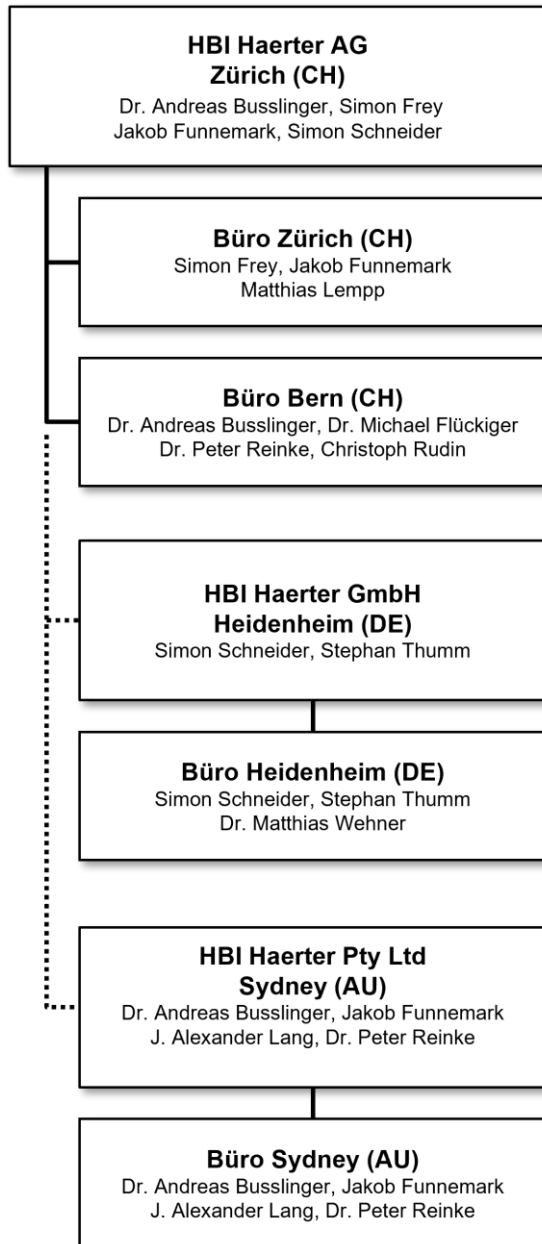 HBI Haerter AG
Zürich (CH)
Dr. Andreas Busslinger, Simon Frey
Jakob Funnemark, Simon Schneider
Büro Zürich (CH)
Simon Frey, Jakob Funnemark
Matthias Lempp
Büro Bern (CH)
Dr. Andreas Busslinger, Dr. Michael Flückiger
Dr. Peter Reinke, Christoph Rudin
HBI Haerter GmbH
Heidenheim (DE)
Simon Schneider, Stephan Thumm
Büro Heidenheim (DE)
Simon Schneider, Stephan Thumm
Dr. Matthias Wehner
HBI Haerter Pty Ltd
Sydney (AU)
Dr. Andreas Busslinger, Jakob Funnemark
J. Alexander Lang, Dr. Peter Reinke
Büro Sydney (AU)
Dr. Andreas Busslinger, Jakob Funnemark
J. Alexander Lang, Dr. Peter Reinke